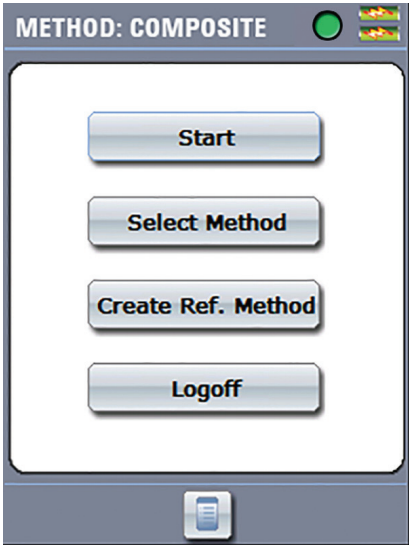 METHOD: COMPOSITE
Start
Select Method
Create Ref. Method
Logoff